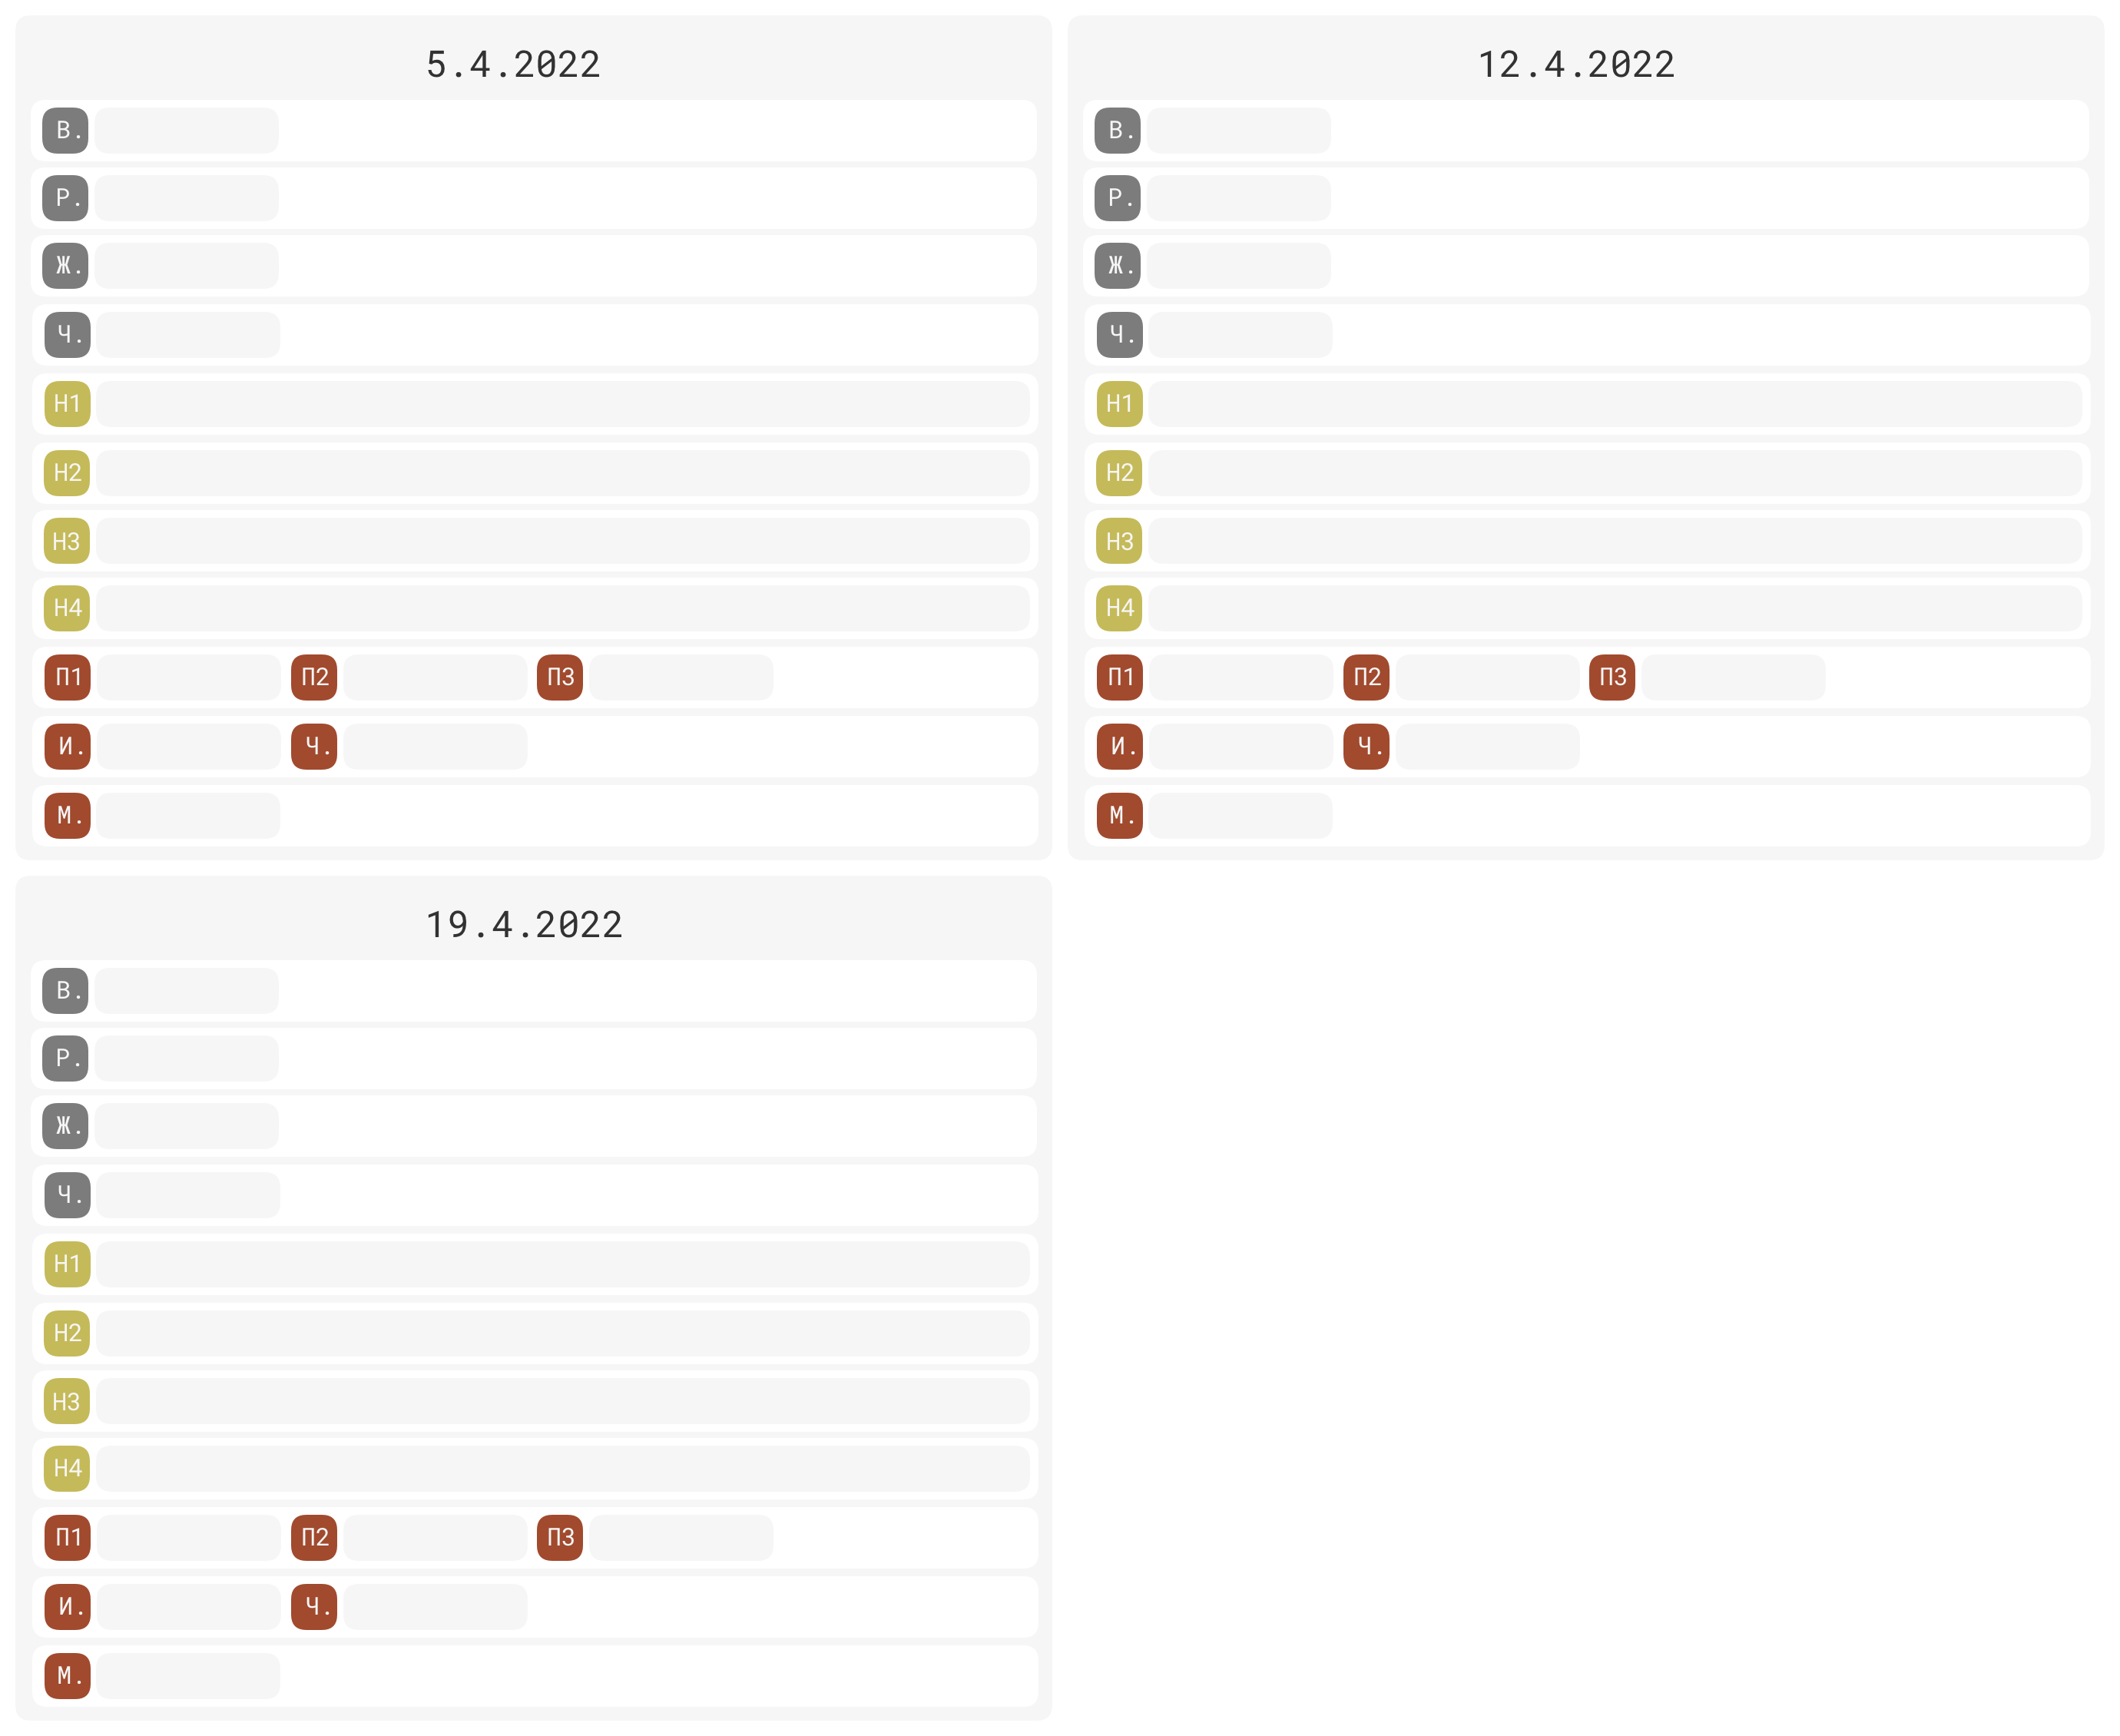 5.4.2022
В.
Р.
Ж.
Ч.
Н1
Н2
Н3
Н4
П1 П2 П3
И. Ч.
М.
12.4.2022
В.
Р.
Ж.
Ч.
Н1
Н2
Н3
Н4
П1 П2 П3
И. Ч.
М.
19.4.2022
В.
Р.
Ж.
Ч.
Н1
Н2
Н3
Н4
П1 П2 П3
И. Ч.
М.